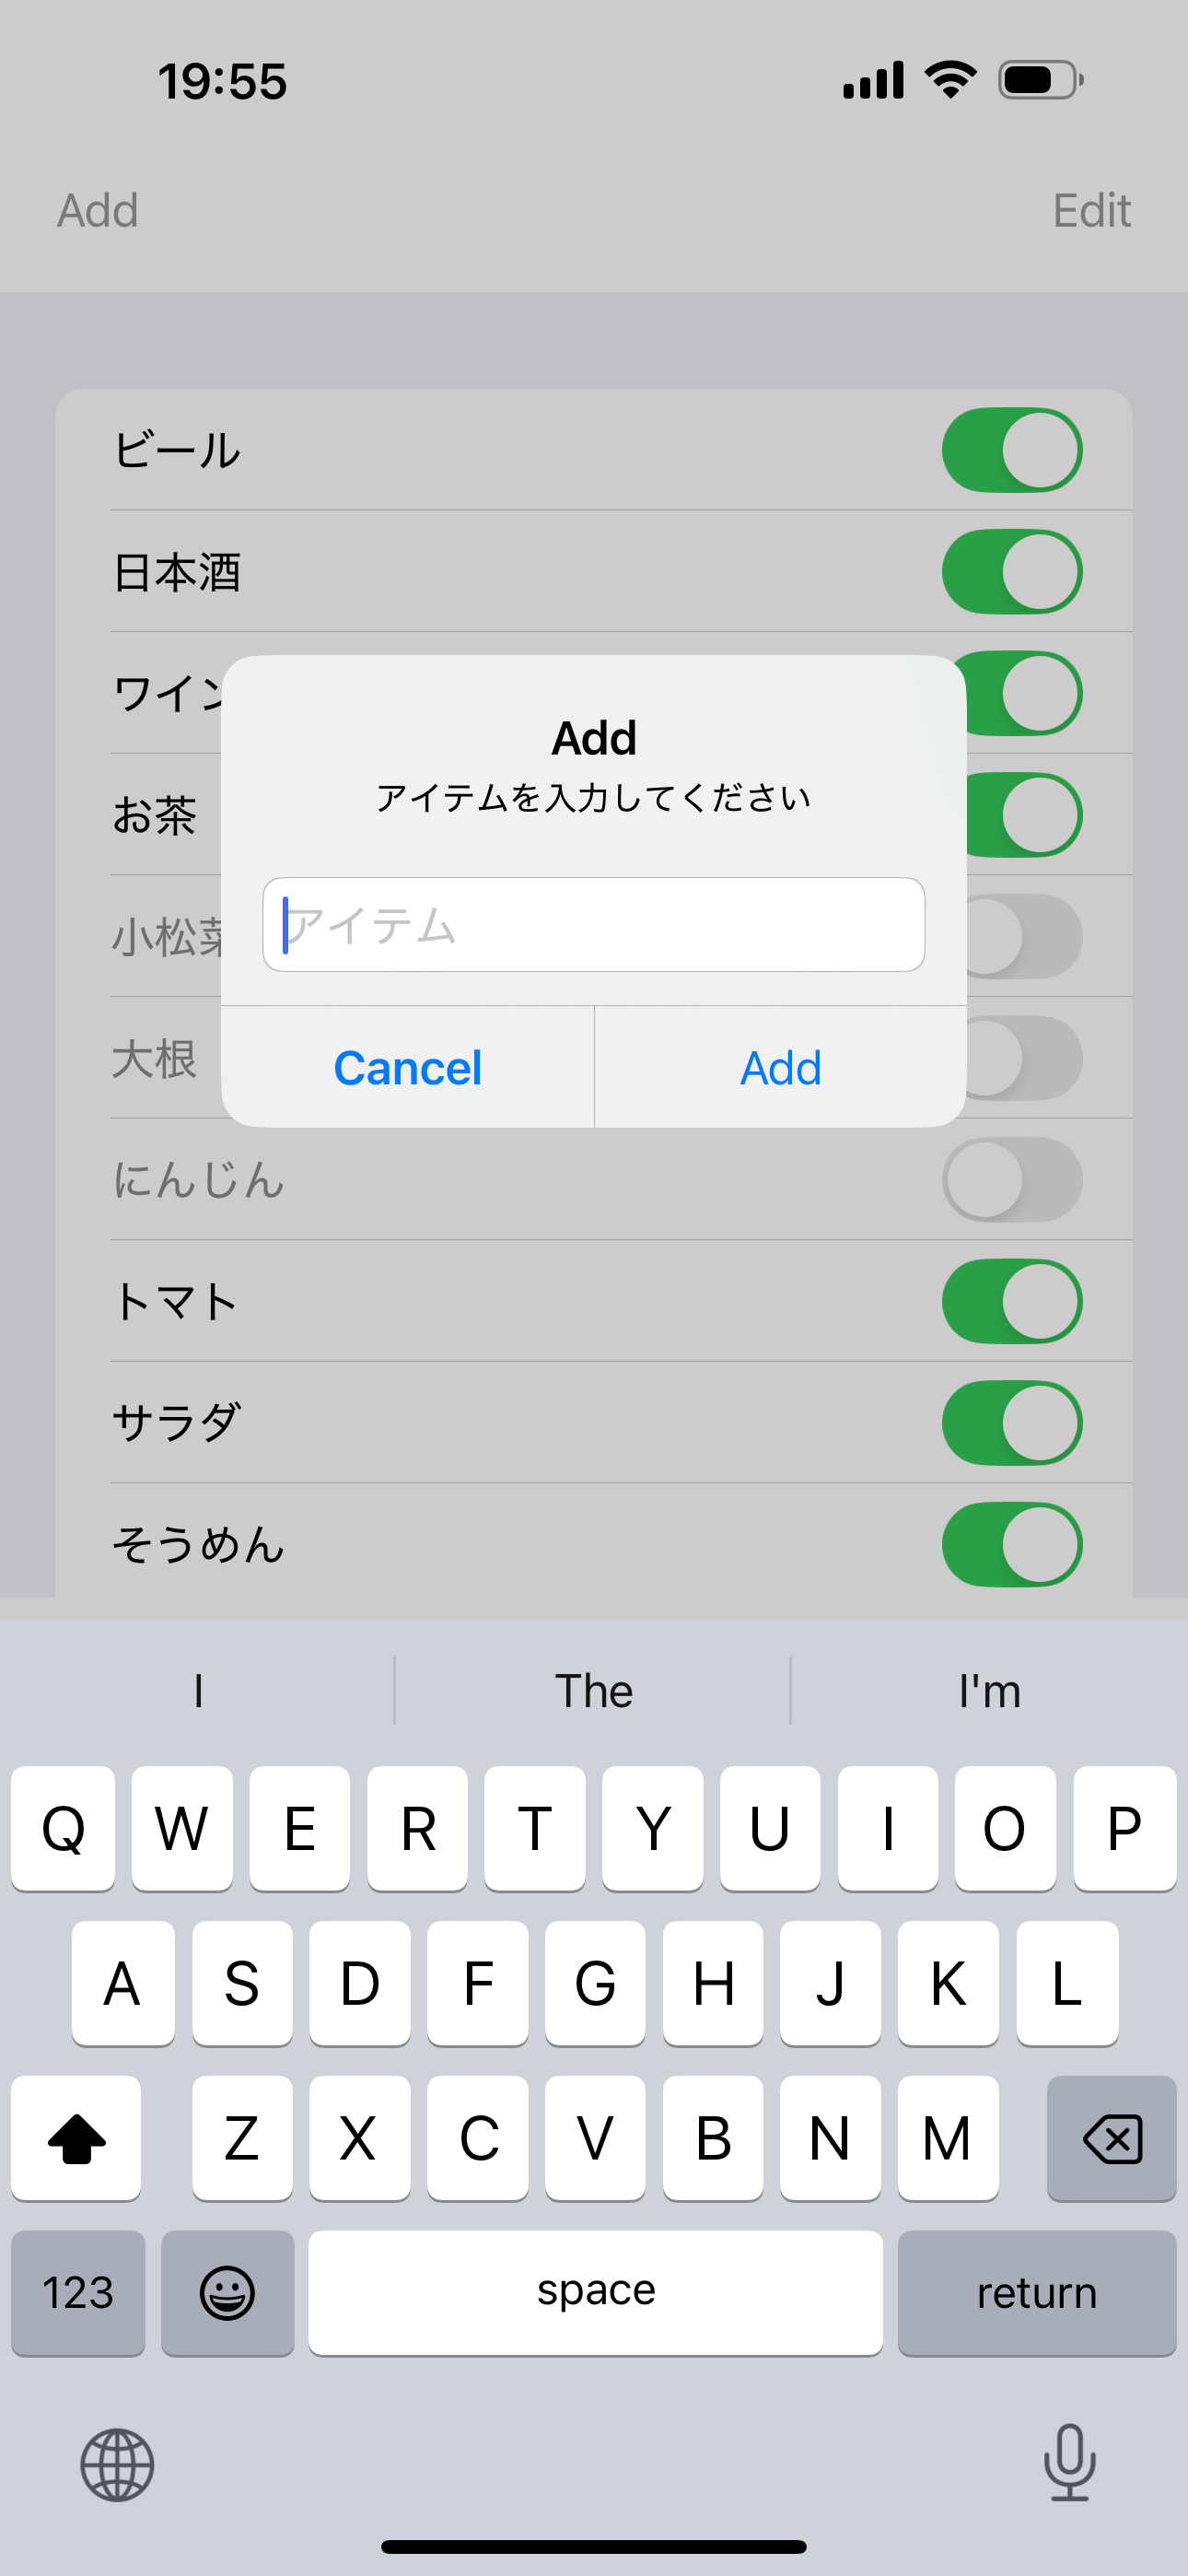 19:55
Add Edit
ビール
日本酒
ワイン
お茶
小松菜
大根
にんじん
トマト
サラダ
そうめん
Add
アイテムを入力してください
アイテム
Cancel Add
I The I'm
Q W E R T Y U I O P
A S D F G H J K L
Z X C V B N M
123 space return